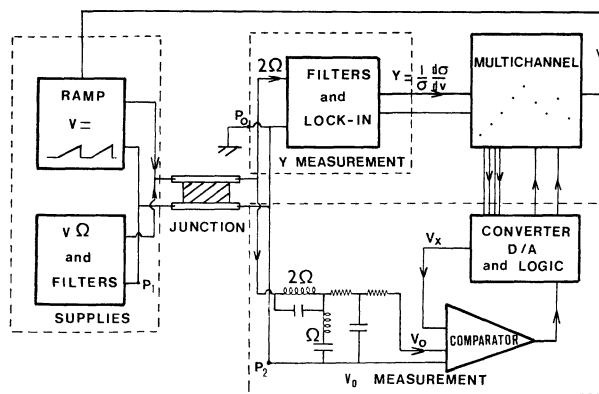 RAMP
V=
VΩ
and
FILTERS
P1
SUPPLIES
JUNCTION
2Ω
P0
FILTERS
and
LOCK-IN
Y MEASUREMENT
Y = 1/σ dσ/dv
MULTICHANNEL
V
CONVERTER
D/A
and LOGIC
Vx
2Ω
Ω
V0
COMPARATOR
P2
V0 MEASUREMENT